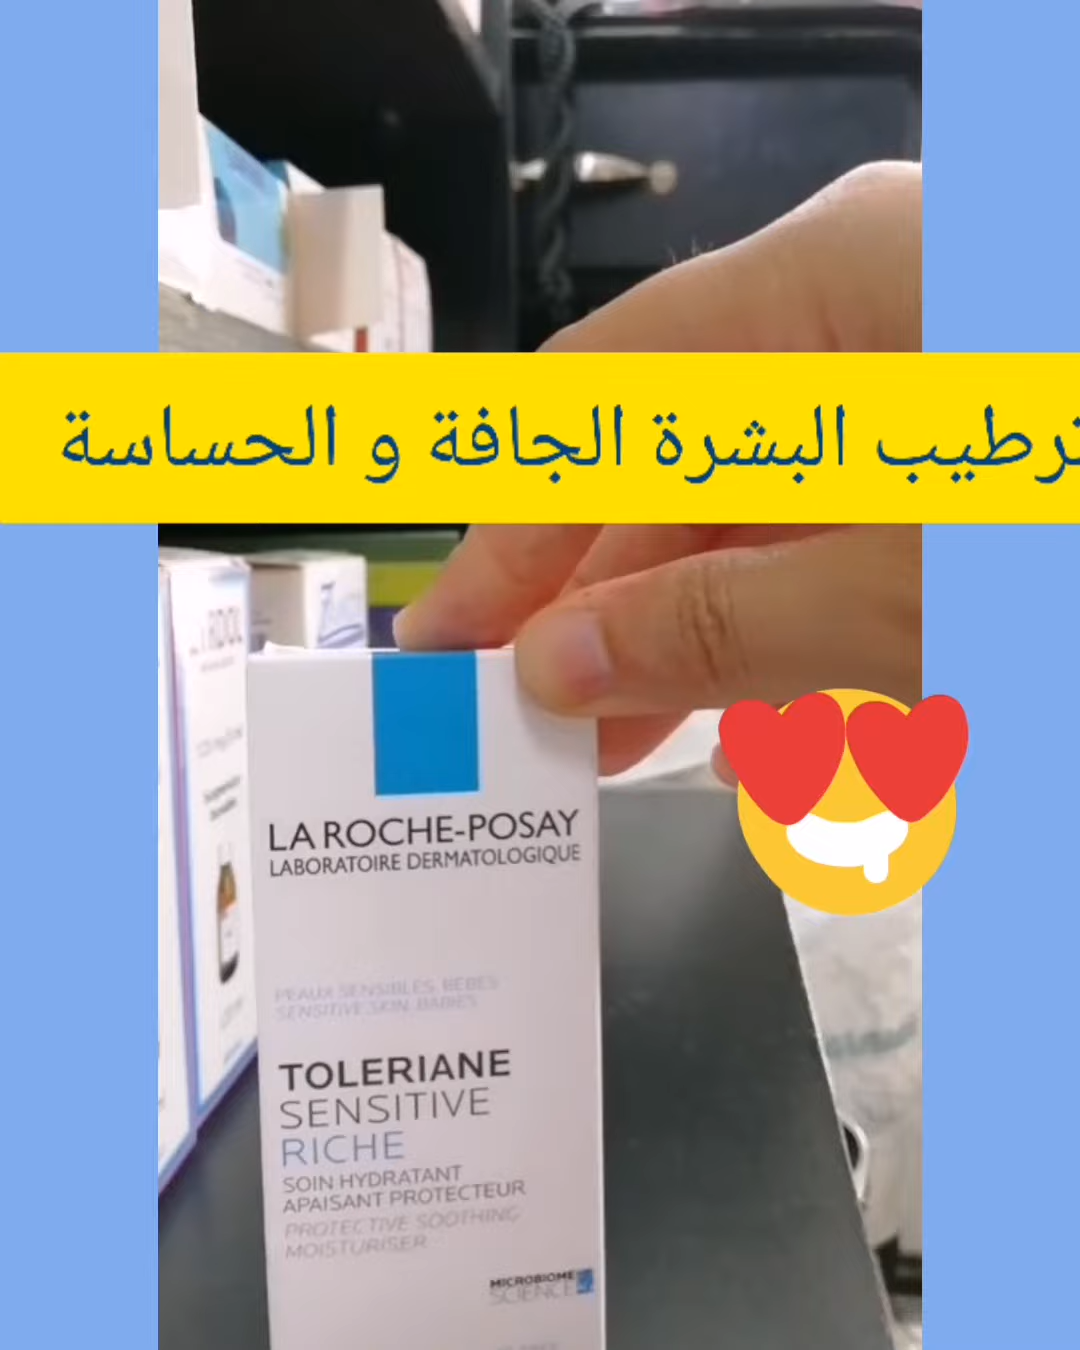 ترطيب البشرة الجافة و الحساسة
LA ROCHE-POSAY
LABORATOIRE DERMATOLOGIQUE
PEAUX SENSIBLES, BÉBÉS
SENSITIVE SKIN, BABIES
TOLERIANE
SENSITIVE
RICHE
SOIN HYDRATANT
APAISANT PROTECTEUR
PROTECTIVE SOOTHING
MOISTURISER
MICROBIOME
SCIENCE